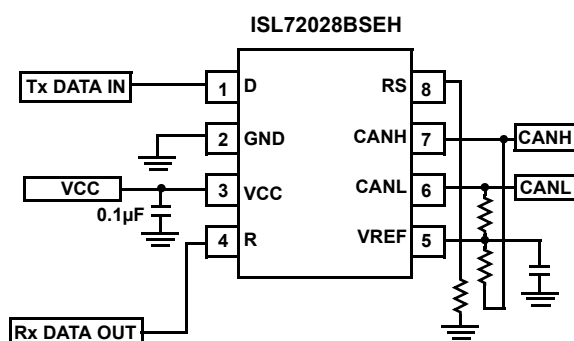 ISL72028BSEH
Tx DATA IN
1 D
RS 8
2 GND
CANH 7
CANH
VCC
3 VCC
CANL 6
CANL
0.1µF
4 R
VREF 5
Rx DATA OUT